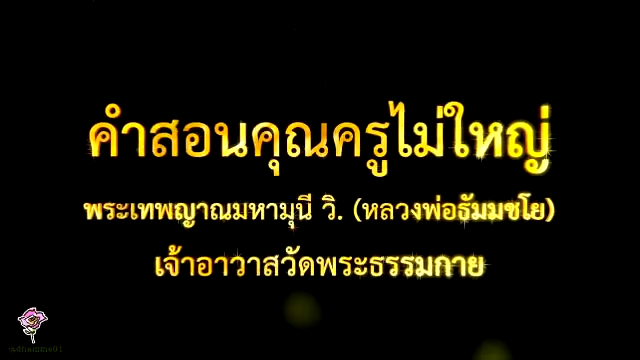 คำสอนคุณครูไม่ใหญ่
พระเทพญาณมหามุนี วิ. (หลวงพ่อธัมมชโย)
เจ้าอาวาสวัดพระธรรมกาย